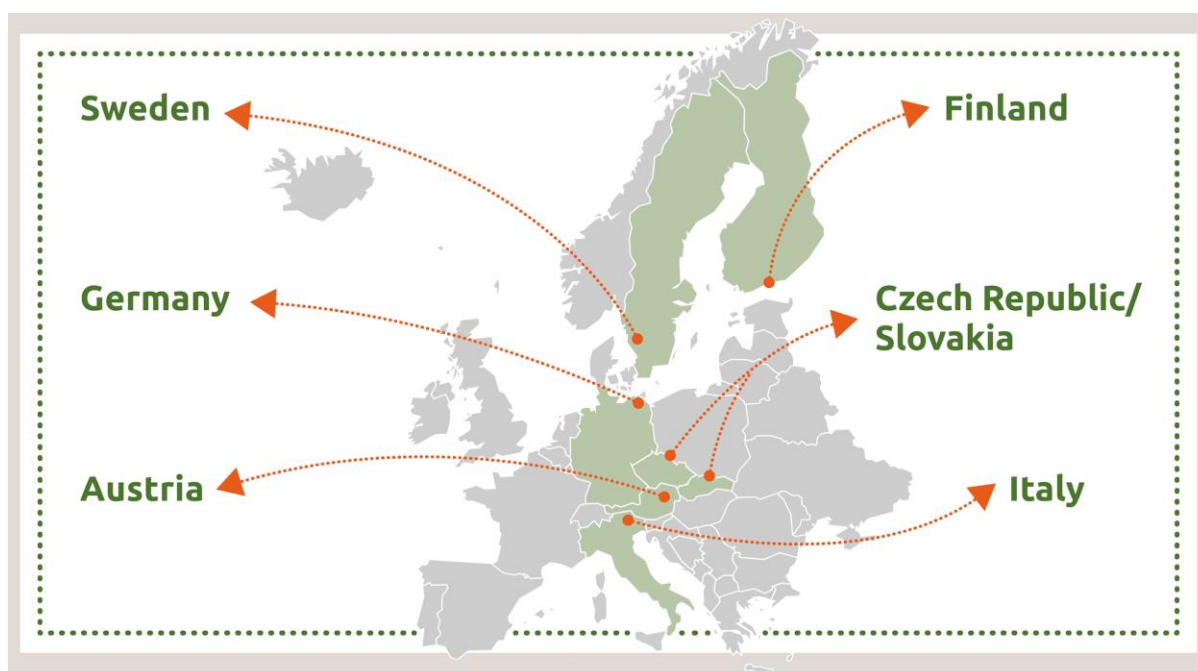 Sweden
Finland
Germany
Czech Republic/
Slovakia
Austria
Italy